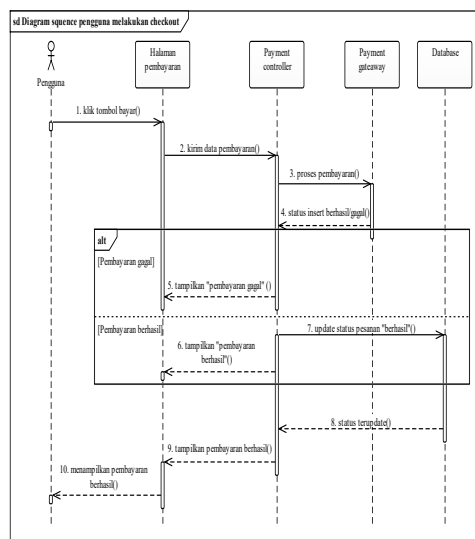 sd Diagram squence pengguna melakukan checkout
Pengguna
Halaman
pembayaran
Payment
controller
Payment
gateaway
Database
1. klik tombol bayar()
2. kirim data pembayaran()
3. proses pembayaran()
4. status insert berhasil/gagal()
alt
[Pembayaran gagal]
5. tampilkan "pembayaran gagal" ()
[Pembayaran berhasil]
7. update status pesanan "berhasil"()
6. tampilkan "pembayaran
berhasil"()
8. status terupdate()
9. tampilkan pembayaran berhasil()
10. menampilkan pembayaran
berhasil()